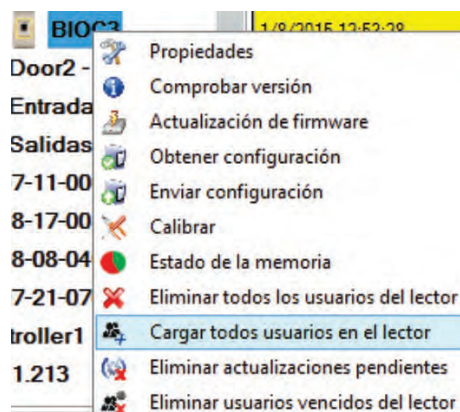 BIOC3
1/8/2015 12:52:28
Door2 -
Entrada
Salidas
7-11-00
8-17-00
8-08-04
7-21-07
troller1
1.213
Propiedades
Comprobar versión
Actualización de firmware
Obtener configuración
Enviar configuración
Calibrar
Estado de la memoria
Eliminar todos los usuarios del lector
Cargar todos usuarios en el lector
Eliminar actualizaciones pendientes
Eliminar usuarios vencidos del lector